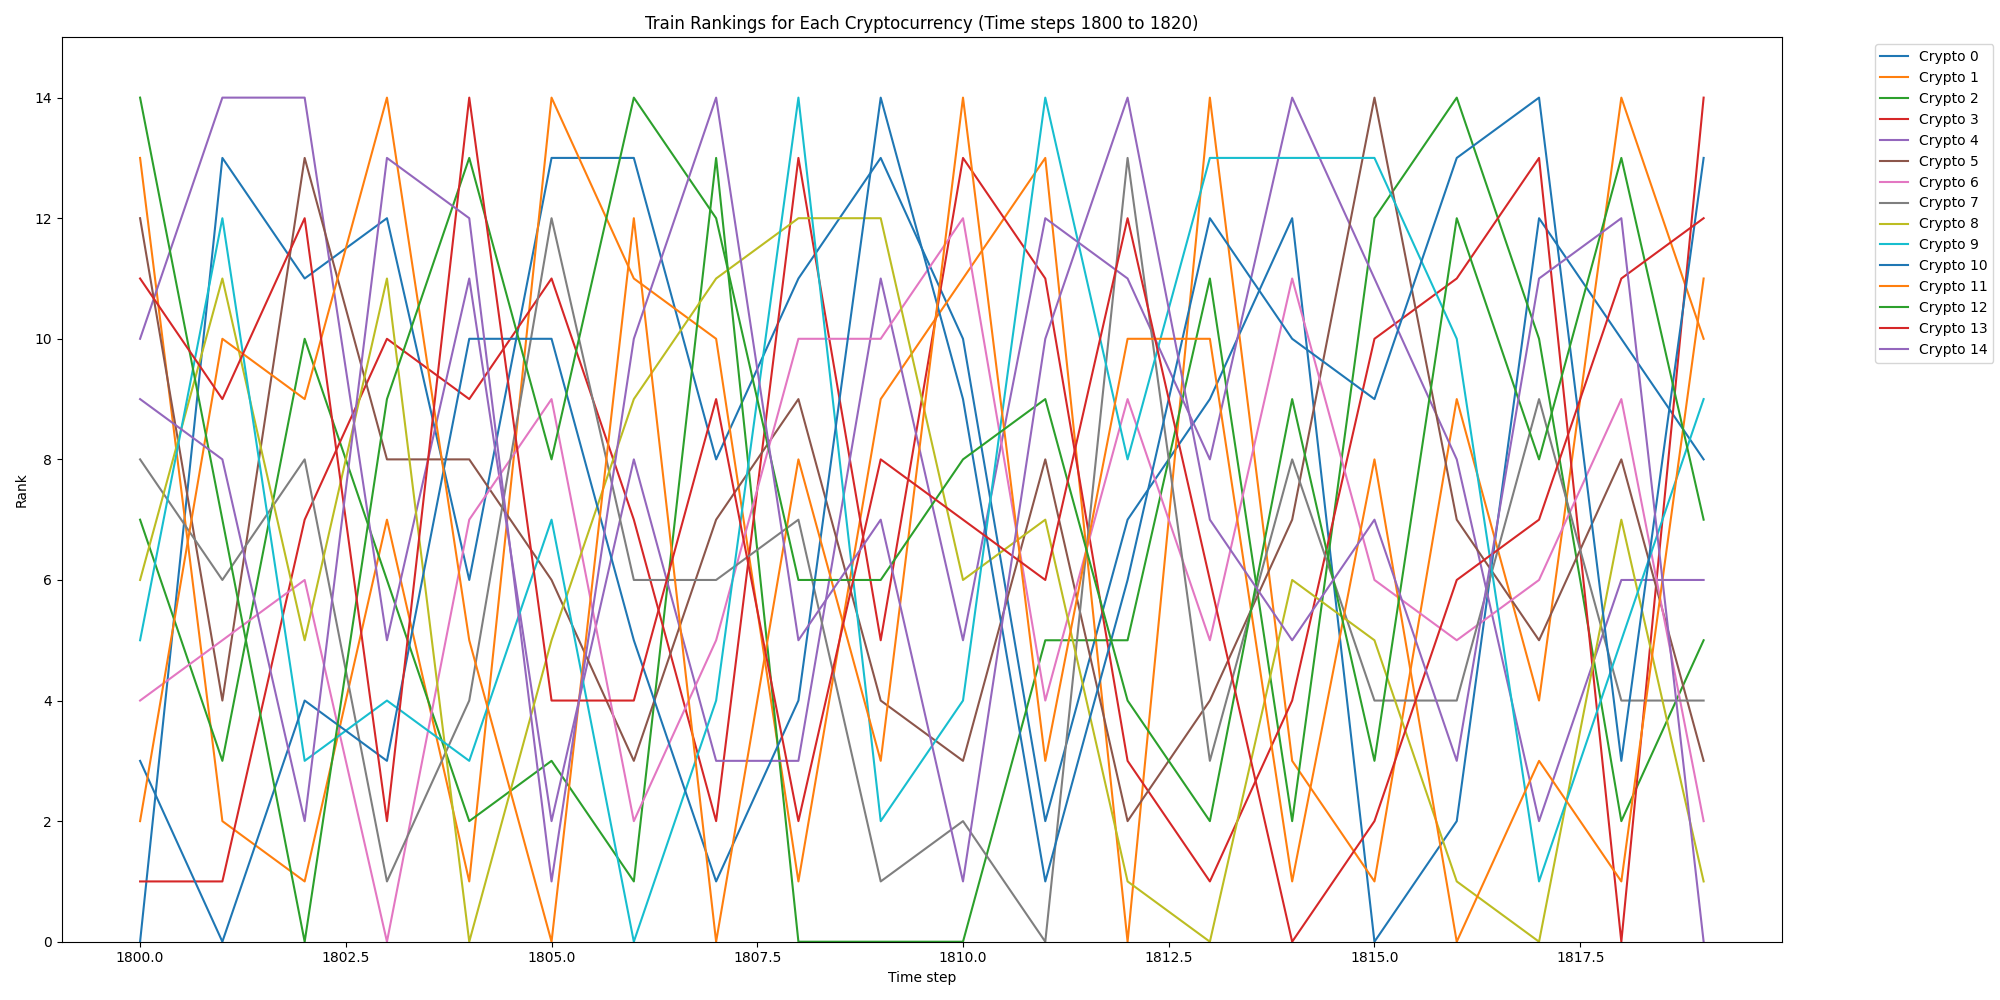 Train Rankings for Each Cryptocurrency (Time steps 1800 to 1820)
Rank
14
12
10
8
6
4
2
0
1800.0 1802.5 1805.0 1807.5 1810.0 1812.5 1815.0 1817.5
Time step
Crypto 0
Crypto 1
Crypto 2
Crypto 3
Crypto 4
Crypto 5
Crypto 6
Crypto 7
Crypto 8
Crypto 9
Crypto 10
Crypto 11
Crypto 12
Crypto 13
Crypto 14